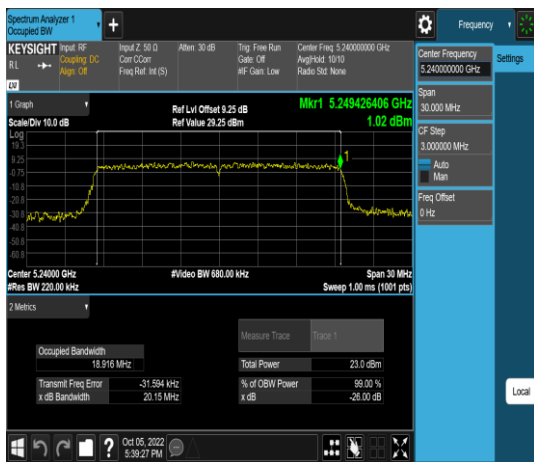 Spectrum Analyzer 1
Occupied BW
Frequency
KEYSIGHT
R L
LXI
Input: RF
Coupling: DC
Align: Off
Input Z: 50 Ω
Corr CCorr
Freq Ref: Int (S)
Atten: 30 dB
Trig: Free Run
Gate: Off
#IF Gain: Low
Center Freq: 5.240000000 GHz
Avg|Hold: 10/10
Radio Std: None
1 Graph
Scale/Div 10.0 dB
Ref Lvl Offset 9.25 dB
Ref Value 29.25 dBm
Mkr1 5.249426406 GHz
1.02 dBm
Log
19.3
9.25
-0.75
-10.8
-20.8
-30.8
-40.8
-50.8
-60.8
1
Center 5.24000 GHz
#Res BW 220.00 kHz
#Video BW 680.00 kHz
Span 30 MHz
Sweep 1.00 ms (1001 pts)
2 Metrics
Measure Trace
Trace 1
Occupied Bandwidth
18.916 MHz
Total Power
23.0 dBm
Transmit Freq Error
-31.594 kHz
% of OBW Power
99.00 %
x dB Bandwidth
20.15 MHz
x dB
-26.00 dB
Center Frequency
5.240000000 GHz
Settings
Span
30.000 MHz
CF Step
3.000000 MHz
Auto
Man
Freq Offset
0 Hz
Local
?
Oct 05, 2022
5:39:27 PM